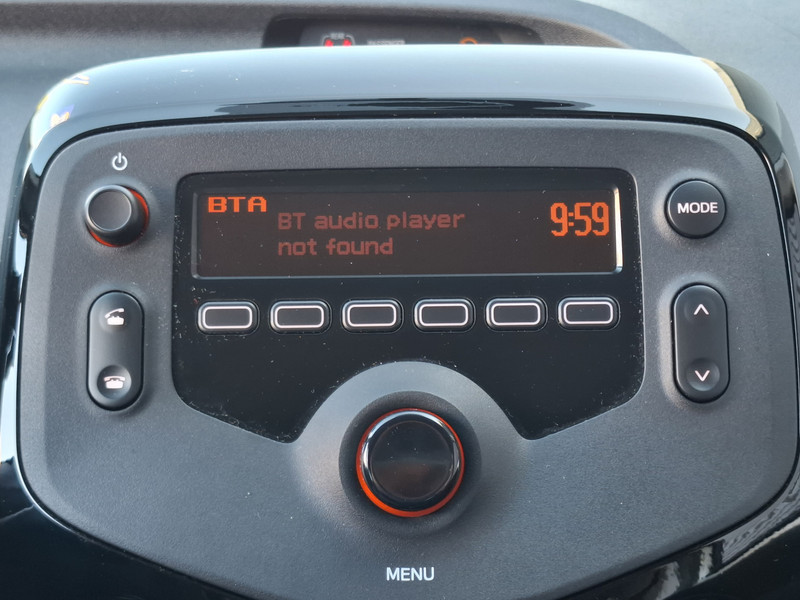 BTA
BT audio player
not found
9:59
MODE
MENU